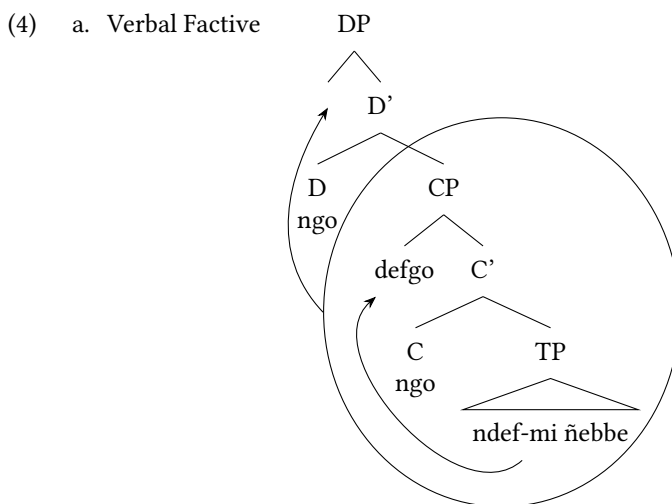 (4) a. Verbal Factive DP
D’
D CP
ngo
defgo C’
C TP
ngo
ndef-mi ñebbe